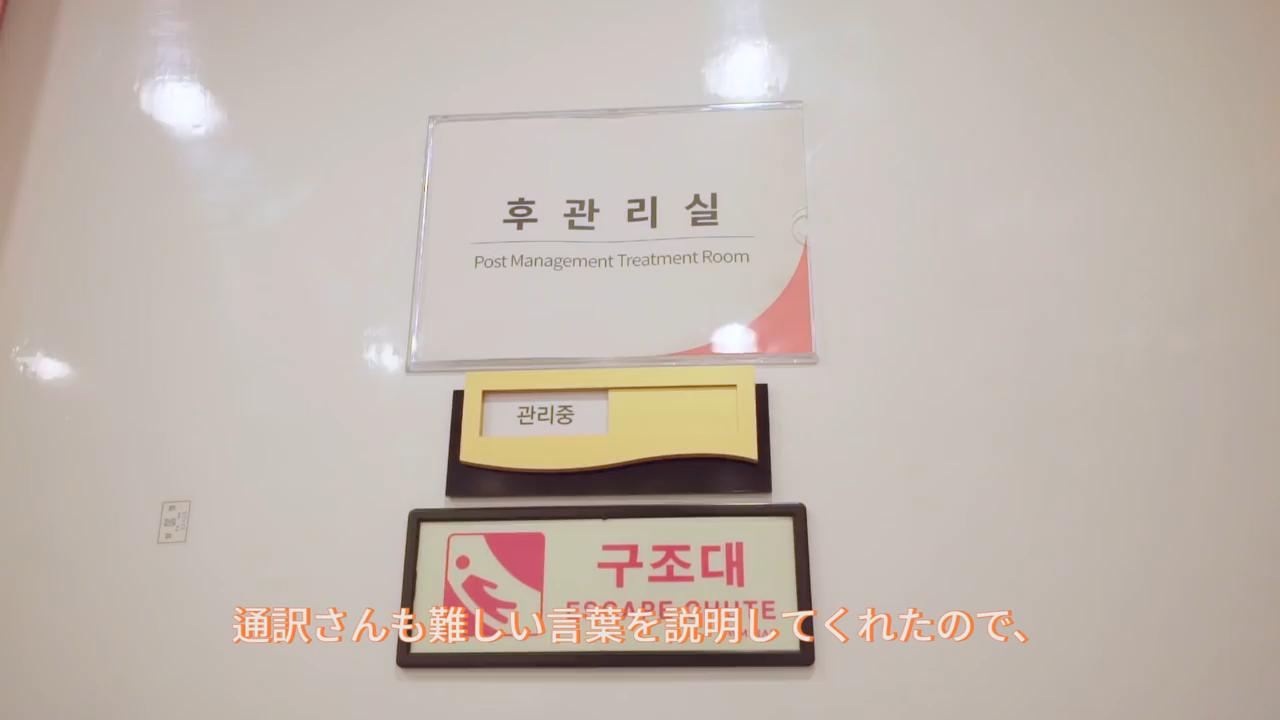 후관리실
Post Management Treatment Room
관리중
구조대
ESCAPE CHUTE
通訳さんも難しい言葉を説明してくれたので、